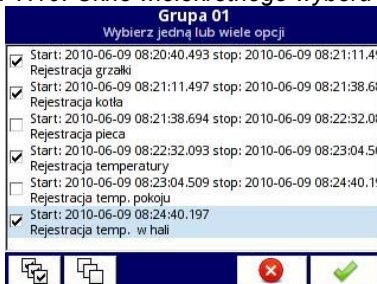 Grupa 01
Wybierz jedną lub wiele opcji
Start: 2010-06-09 08:20:40.493 stop: 2010-06-09 08:21:11.49
Rejestracja grzałki
Start: 2010-06-09 08:21:11.497 stop: 2010-06-09 08:21:38.68
Rejestracja kotła
Start: 2010-06-09 08:21:38.694 stop: 2010-06-09 08:22:32.08
Rejestracja pieca
Start: 2010-06-09 08:22:32.093 stop: 2010-06-09 08:23:04.50
Rejestracja temperatury
Start: 2010-06-09 08:23:04.509 stop: 2010-06-09 08:24:40.19
Rejestracja temp. pokoju
Start: 2010-06-09 08:24:40.197
Rejestracja temp. w hali